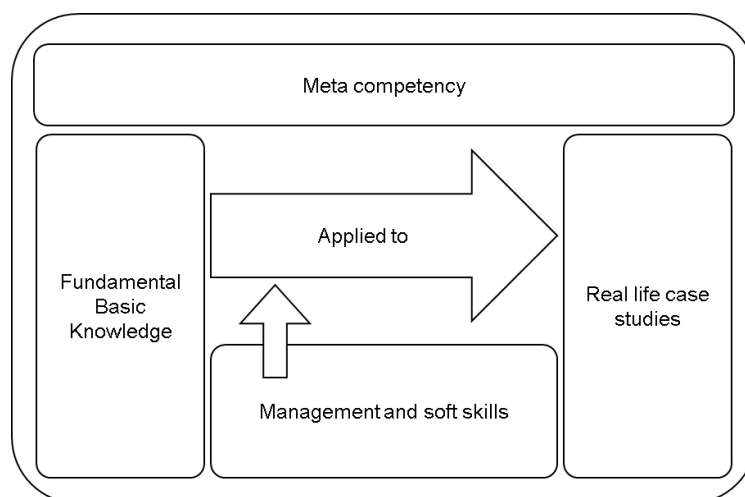 Meta competency
Applied to
Fundamental
Basic
Knowledge
Real life case
studies
Management and soft skills